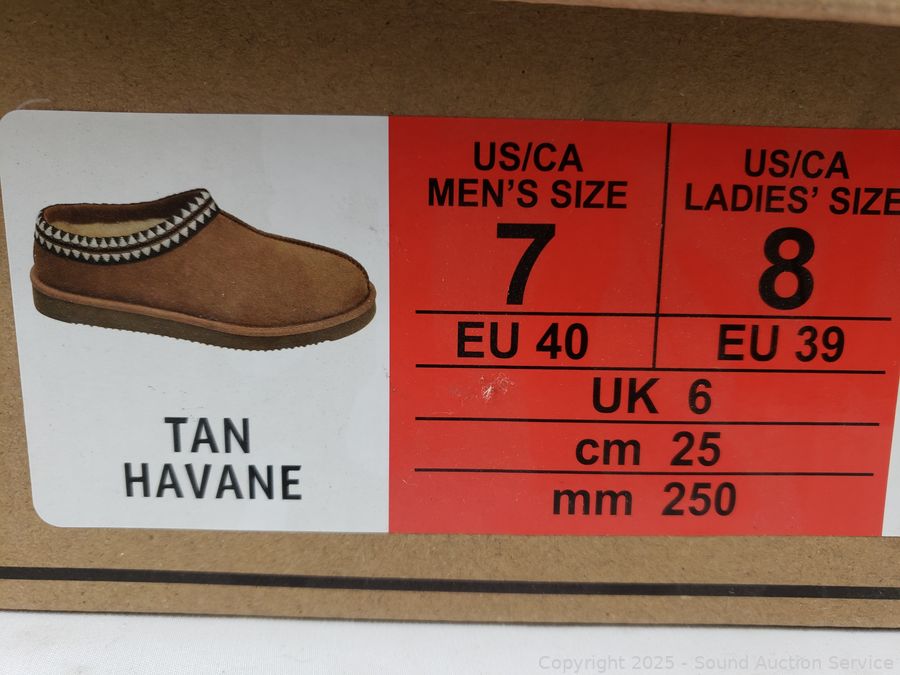 US/CA
MEN'S SIZE
7
EU 40
US/CA
LADIES' SIZE
8
EU 39
UK 6
cm 25
mm 250
TAN
HAVANE
Copyright 2025 - Sound Auction Service